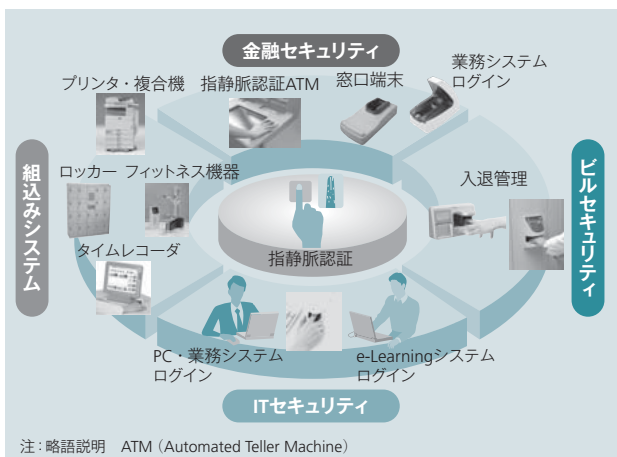 金融セキュリティ
業務システム
ログイン
プリンタ・複合機
指静脈認証ATM
窓口端末
組込みシステム
ロッカー
フィットネス機器
タイムレコーダ
指静脈認証
入退管理
ビルセキュリティ
PC・業務システム
ログイン
e-Learningシステム
ログイン
ITセキュリティ
注：略語説明　ATM（Automated Teller Machine）